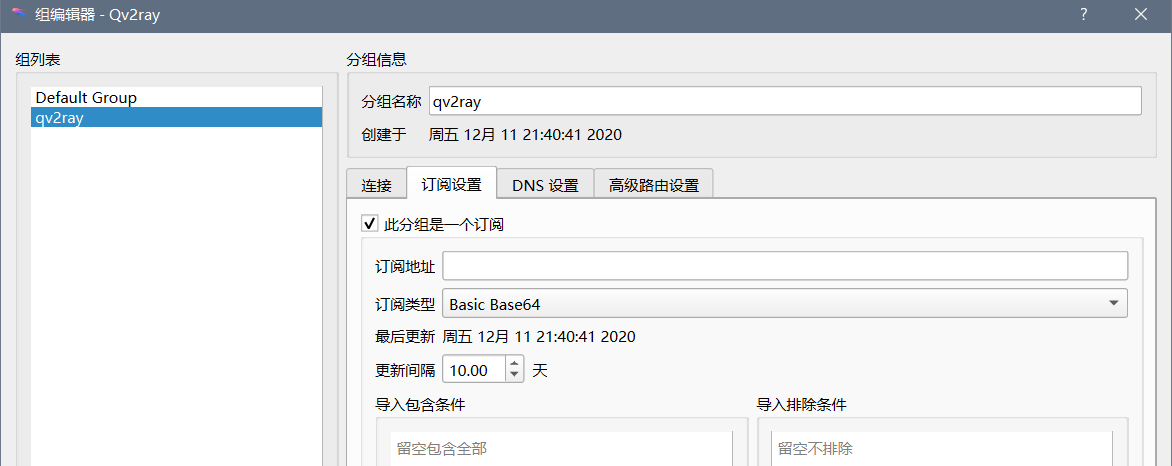 组编辑器 - Qv2ray
?
组列表
Default Group
qv2ray
分组信息
分组名称 qv2ray
创建于 周五 12月 11 21:40:41 2020
连接 订阅设置 DNS 设置 高级路由设置
此分组是一个订阅
订阅地址
订阅类型 Basic Base64
最后更新 周五 12月 11 21:40:41 2020
更新间隔 10.00 天
导入包含条件 导入排除条件
留空包含全部 留空不排除